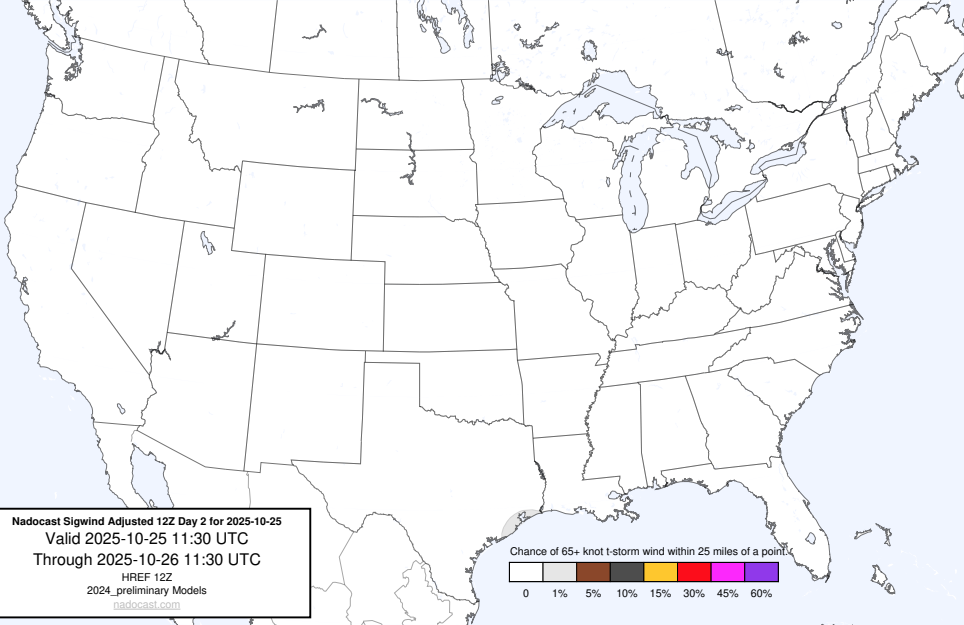 Nadocast Sigwind Adjusted 12Z Day 2 for 2025-10-25
Valid 2025-10-25 11:30 UTC
Through 2025-10-26 11:30 UTC
HREF 12Z
2024_preliminary Models
nadocast.com
Chance of 65+ knot t-storm wind within 25 miles of a point.
0 1% 5% 10% 15% 30% 45% 60%